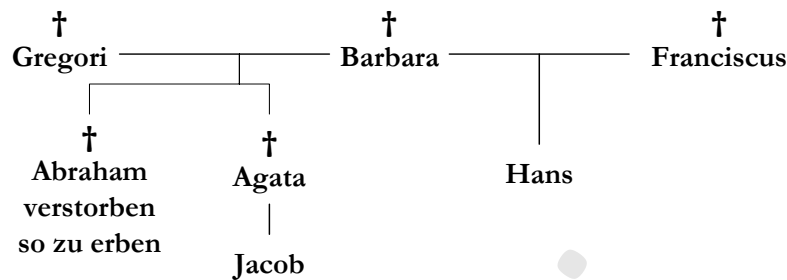 † † †
Gregori Barbara Franciscus
† †
Abraham Agata Hans
verstorben
so zu erben
Jacob